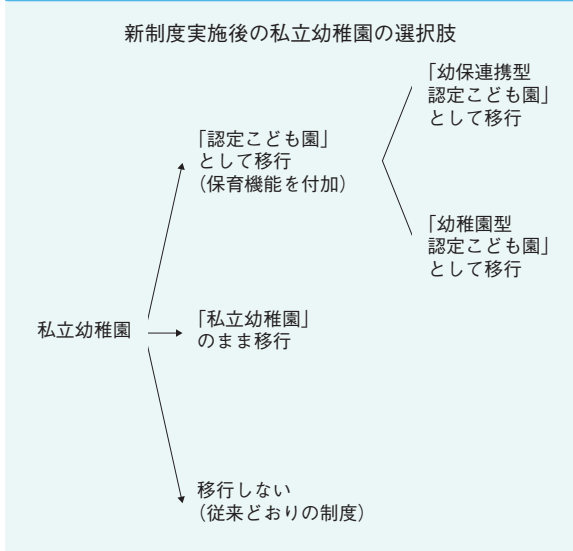 新制度実施後の私立幼稚園の選択肢
「幼保連携型
認定こども園」
として移行
「認定こども園」
として移行
（保育機能を付加）
「幼稚園型
認定こども園」
として移行
私立幼稚園
「私立幼稚園」
のまま移行
移行しない
（従来どおりの制度）